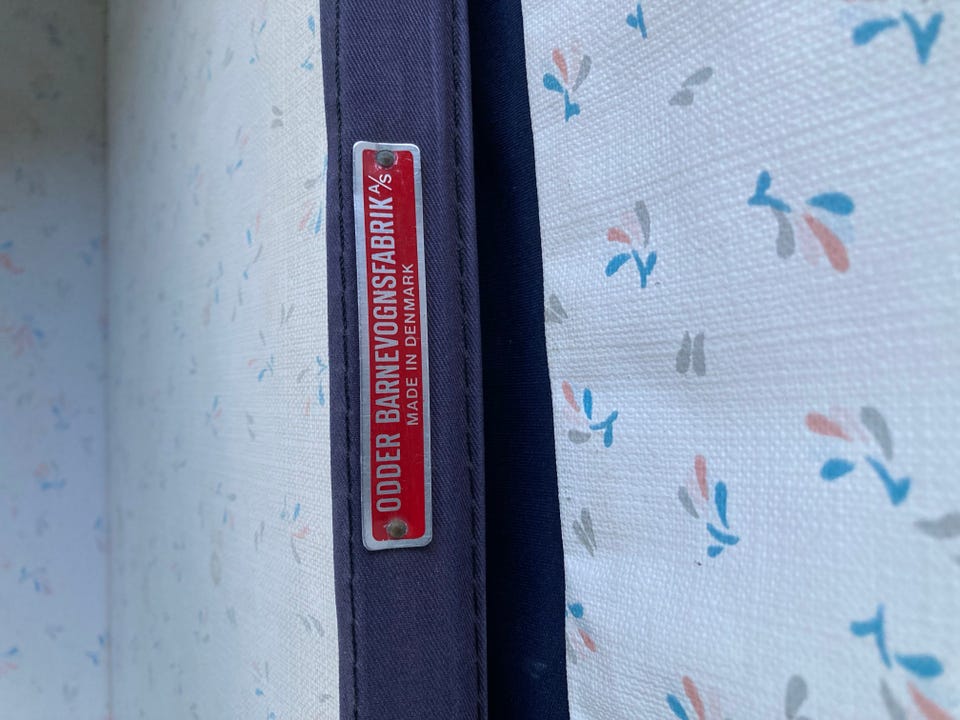 ODDER BARNEVOGNSFABRIK A/S
MADE IN DENMARK